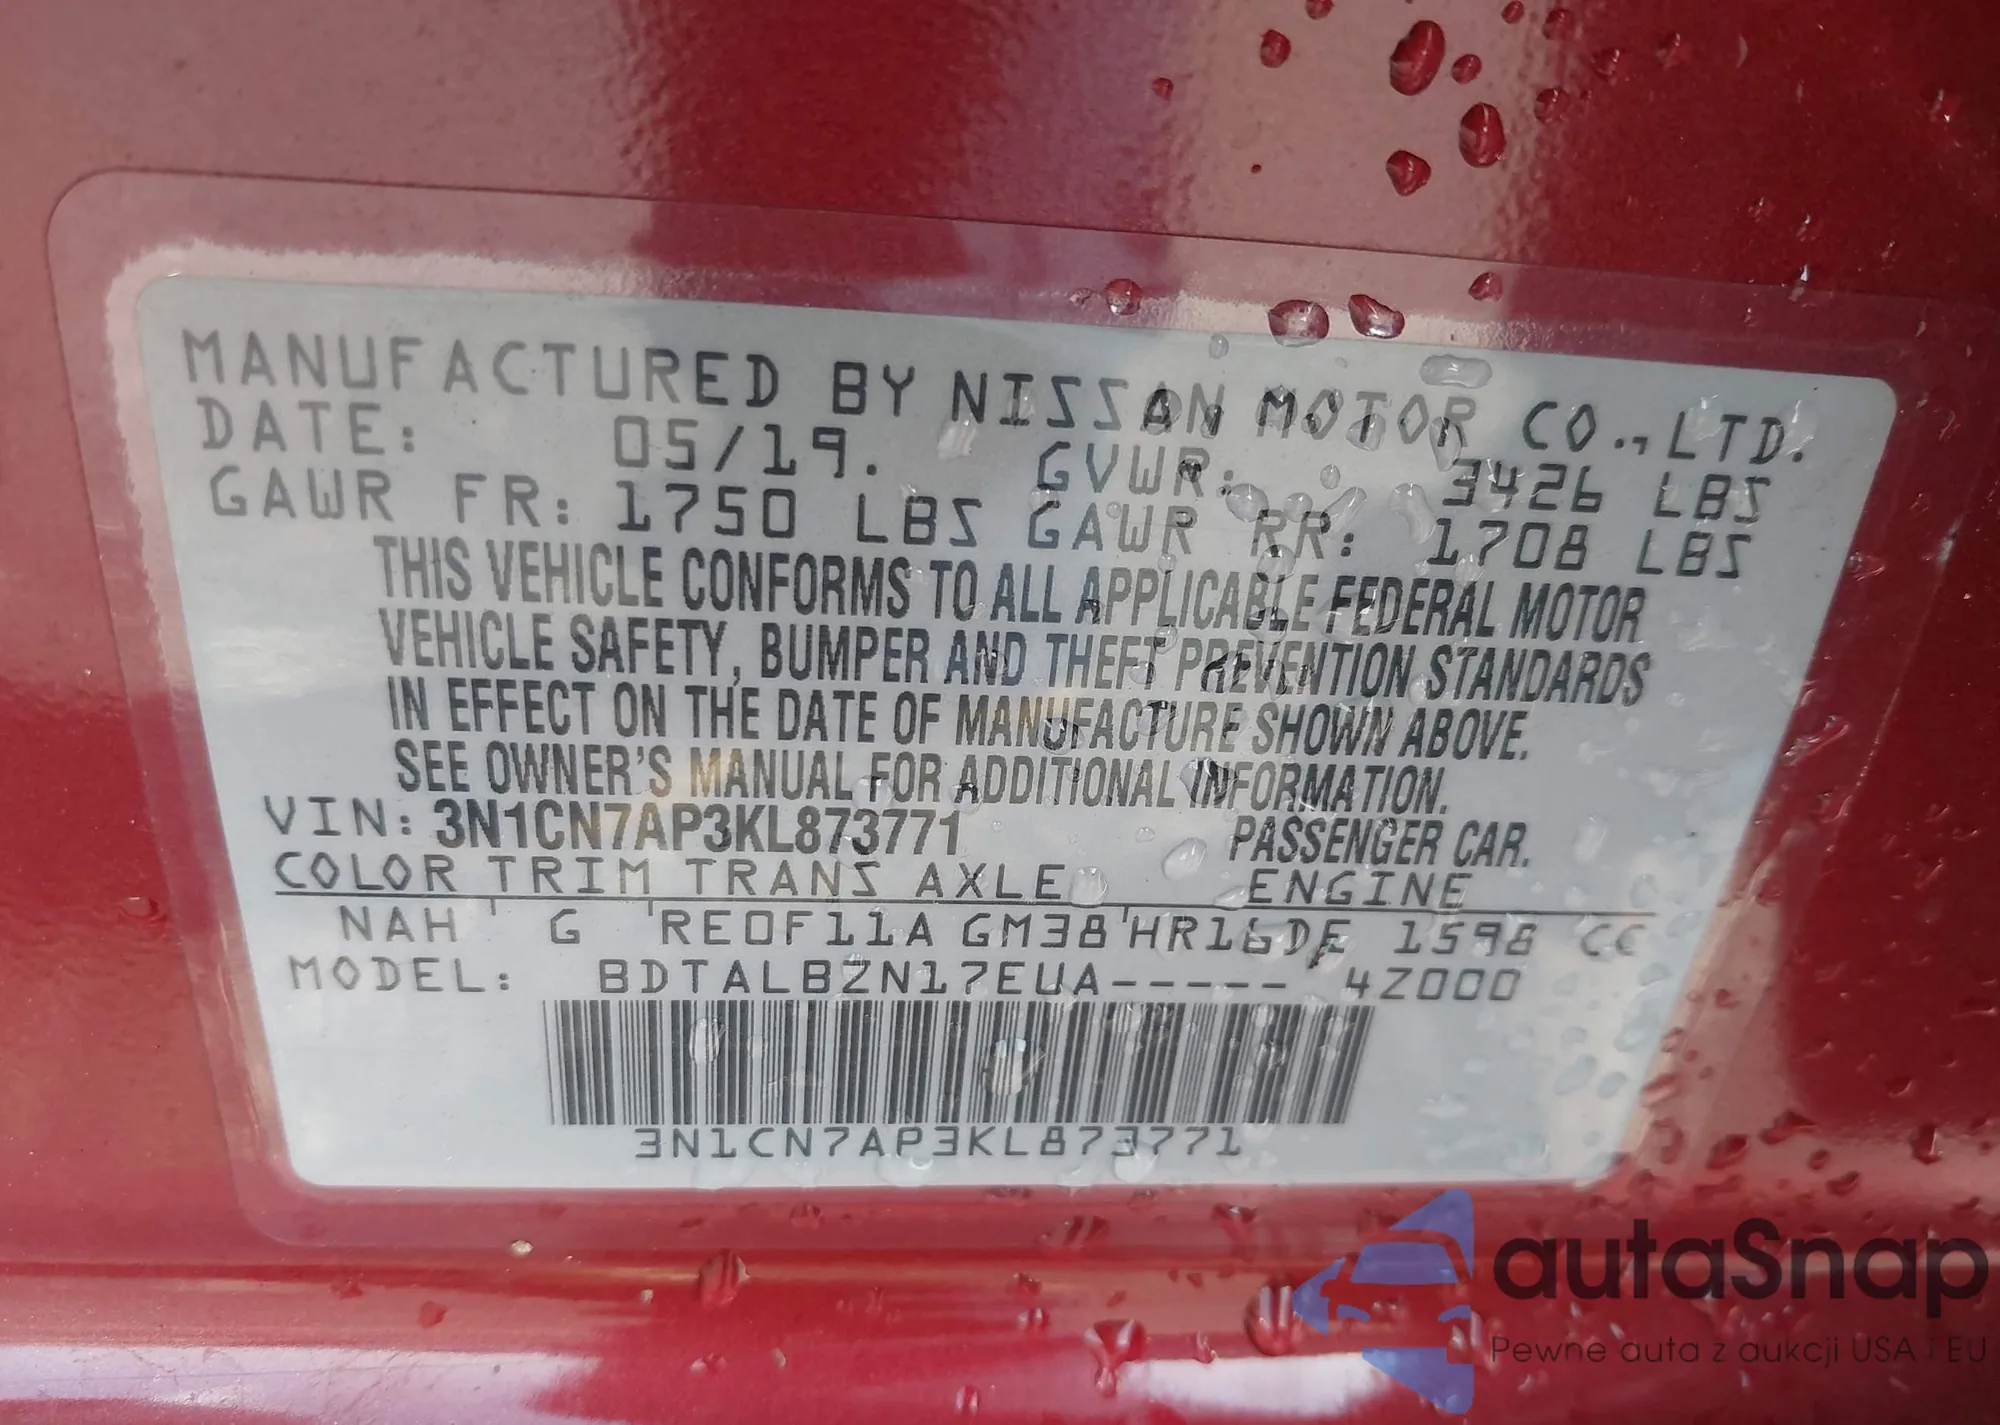 MANUFACTURED BY NISSAN MOTOR CO., LTD.
DATE: 05/19. GVWR: 3426 LBS
GAWR FR: 1750 LBS GAWR RR: 1708 LBS
THIS VEHICLE CONFORMS TO ALL APPLICABLE FEDERAL MOTOR
VEHICLE SAFETY, BUMPER AND THEFT PREVENTION STANDARDS
IN EFFECT ON THE DATE OF MANUFACTURE SHOWN ABOVE.
SEE OWNER'S MANUAL FOR ADDITIONAL INFORMATION.
VIN: 3N1CN7AP3KL873771 PASSENGER CAR.
COLOR TRIM TRANS AXLE ENGINE
NAH G RE0F11A GM38 HR16DE 1598 CC
MODEL: BDTALBZN17EUA----- 4Z000
3N1CN7AP3KL873771
autaSnap
Pewne auta z aukcji USA i EU